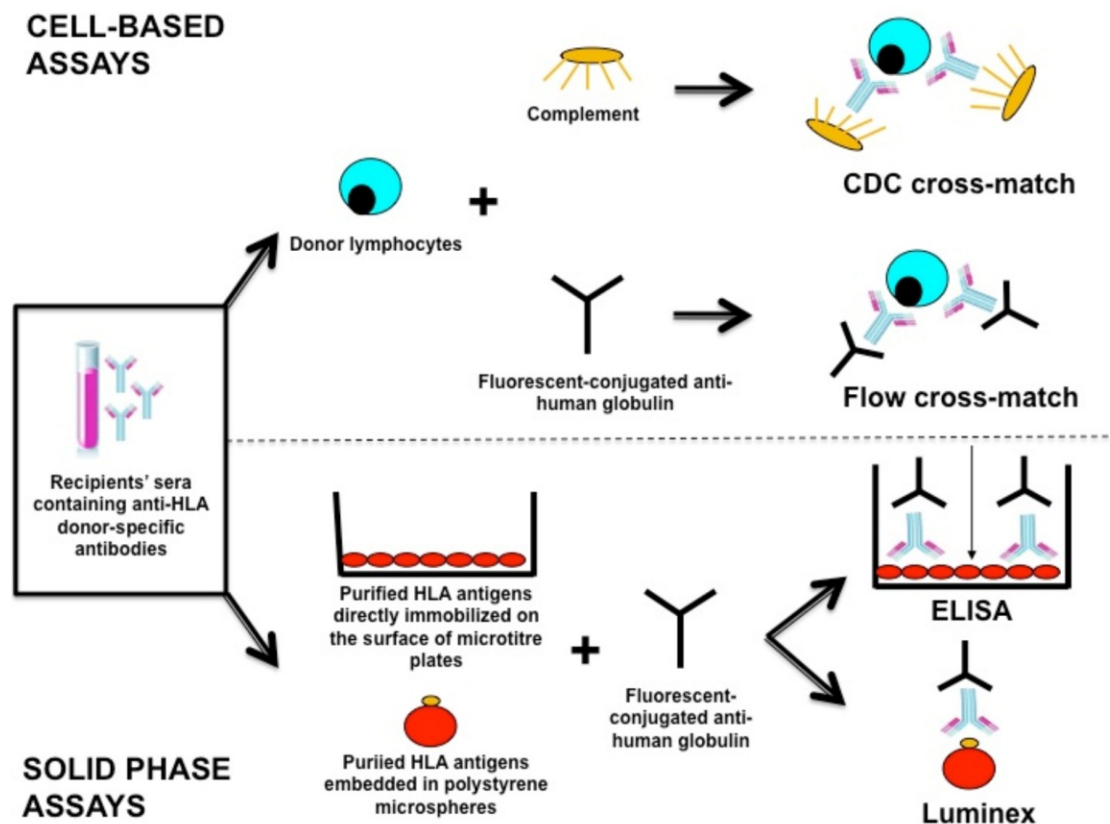 CELL-BASED
ASSAYS
Complement
CDC cross-match
Donor lymphocytes
Fluorescent-conjugated anti-
human globulin
Flow cross-match
Recipients’ sera
containing anti-HLA
donor-specific
antibodies
Purified HLA antigens
directly immobilized on
the surface of microtitre
plates
Fluorescent-
conjugated anti-
human globulin
ELISA
Puriied HLA antigens
embedded in polystyrene
microspheres
Luminex
SOLID PHASE
ASSAYS